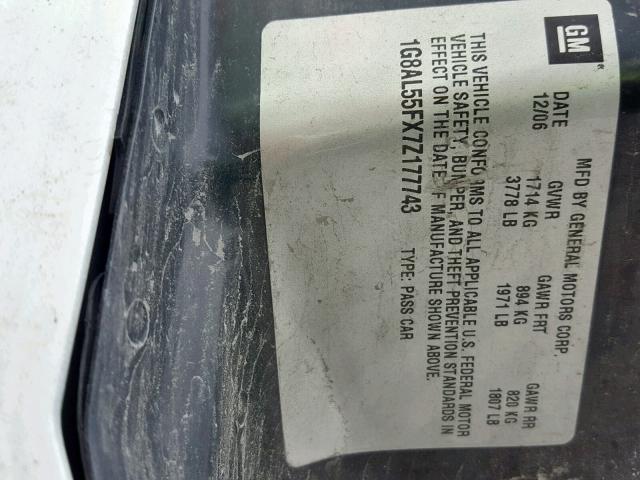 GM
MFD BY GENERAL MOTORS CORP.
DATE GVWR GAWR FRT GAWR RR
12/06 1714 KG 894 KG 820 KG
3778 LB 1971 LB 1807 LB
THIS VEHICLE CONFORMS TO ALL APPLICABLE U.S. FEDERAL MOTOR
VEHICLE SAFETY, BUMPER, AND THEFT PREVENTION STANDARDS IN
EFFECT ON THE DATE OF MANUFACTURE SHOWN ABOVE.
1G8AL55FX7Z177743 TYPE: PASS CAR